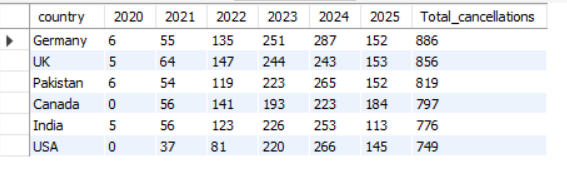 country 2020 2021 2022 2023 2024 2025 Total_cancellations
Germany 6 55 135 251 287 152 886
UK 5 64 147 244 243 153 856
Pakistan 6 54 119 223 265 152 819
Canada 0 56 141 193 223 184 797
India 5 56 123 226 253 113 776
USA 0 37 81 220 266 145 749